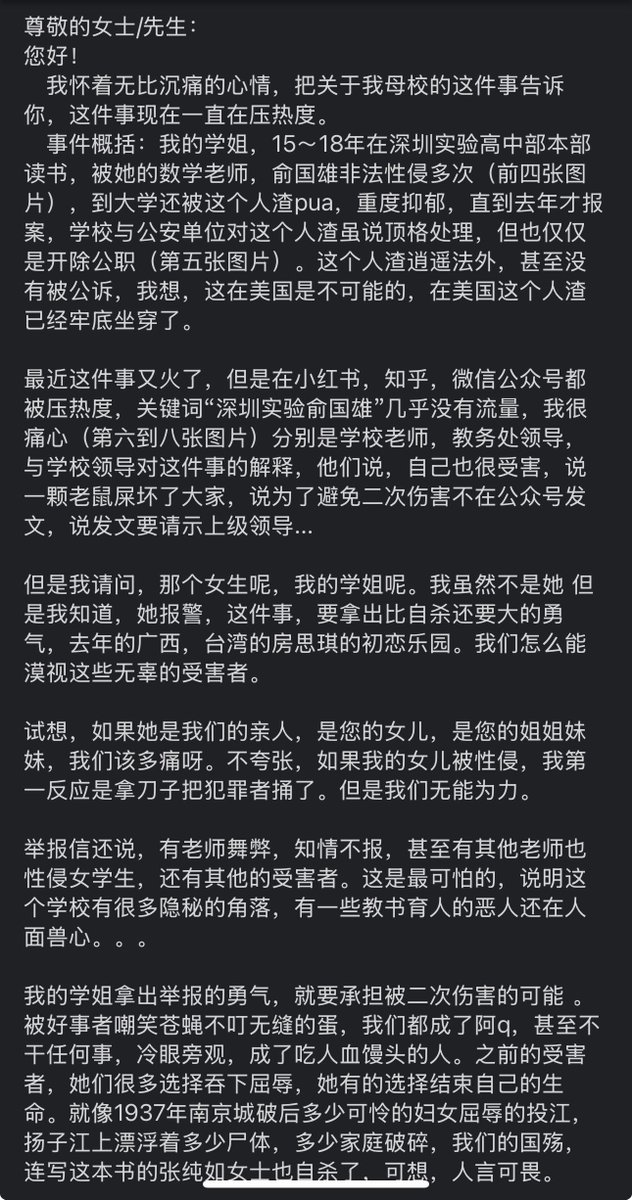 尊敬的女士/先生：
您好！
我怀着无比沉痛的心情，把关于我母校的这件事告诉
你，这件事现在一直在压热度。
事件概括：我的学姐，15～18年在深圳实验高中部本部
读书，被她的数学老师，俞国雄非法性侵多次（前四张图
片），到大学还被这个人渣pua，重度抑郁，直到去年才报
案，学校与公安单位对这个人渣虽说顶格处理，但也仅仅
是开除公职（第五张图片）。这个人渣逍遥法外，甚至没
有被公诉，我想，这在美国是不可能的，在美国这个人渣
已经牢底坐穿了。
最近这件事又火了，但是在小红书，知乎，微信公众号都
被压热度，关键词“深圳实验俞国雄”几乎没有流量，我很
痛心（第六到八张图片）分别是学校老师，教务处领导，
与学校领导对这件事的解释，他们说，自己也很受害，说
一颗老鼠屎坏了大家，说为了避免二次伤害不在公众号发
文，说发文要请示上级领导...
但是我请问，那个女生呢，我的学姐呢。我虽然不是她 但
是我知道，她报警，这件事，要拿出比自杀还要大的勇
气，去年的广西，台湾的房思琪的初恋乐园。我们怎么能
漠视这些无辜的受害者。
试想，如果她是我们的亲人，是您的女儿，是您的姐姐妹
妹，我们该多痛呀。不夸张，如果我的女儿被性侵，我第
一反应是拿刀子把犯罪者捅了。但是我们无能为力。
举报信还说，有老师舞弊，知情不报，甚至有其他老师也
性侵女学生，还有其他的受害者。这是最可怕的，说明这
个学校有很多隐秘的角落，有一些教书育人的恶人还在人
面兽心。。。
我的学姐拿出举报的勇气，就要承担被二次伤害的可能 。
被好事者嘲笑苍蝇不叮无缝的蛋，我们都成了阿q，甚至不
干任何事，冷眼旁观，成了吃人血馒头的人。之前的受害
者，她们很多选择吞下屈辱，她有的选择结束自己的生
命。就像1937年南京城破后多少可怜的妇女屈辱的投江，
扬子江上漂浮着多少尸体，多少家庭破碎，我们的国殇，
连写这本书的张纯如女士也自杀了，可想，人言可畏。